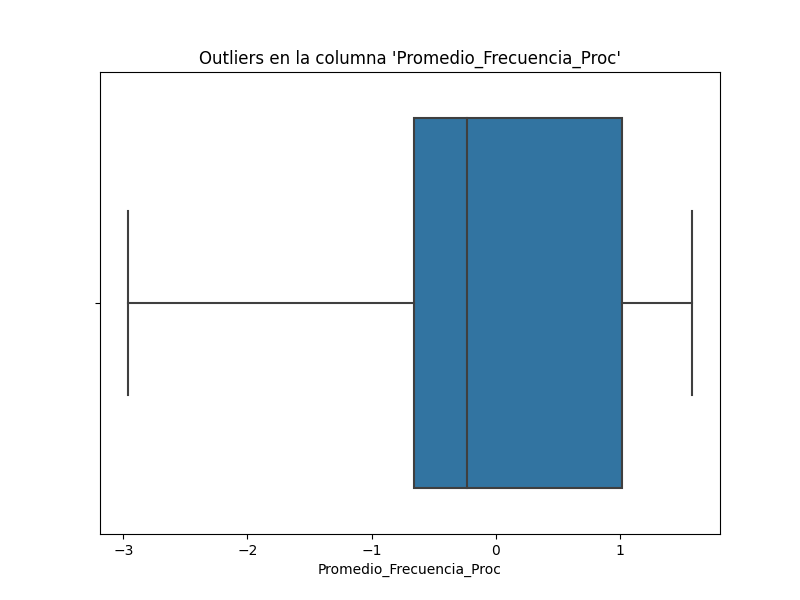 Outliers en la columna 'Promedio_Frecuencia_Proc'
−3 −2 −1 0 1
Promedio_Frecuencia_Proc